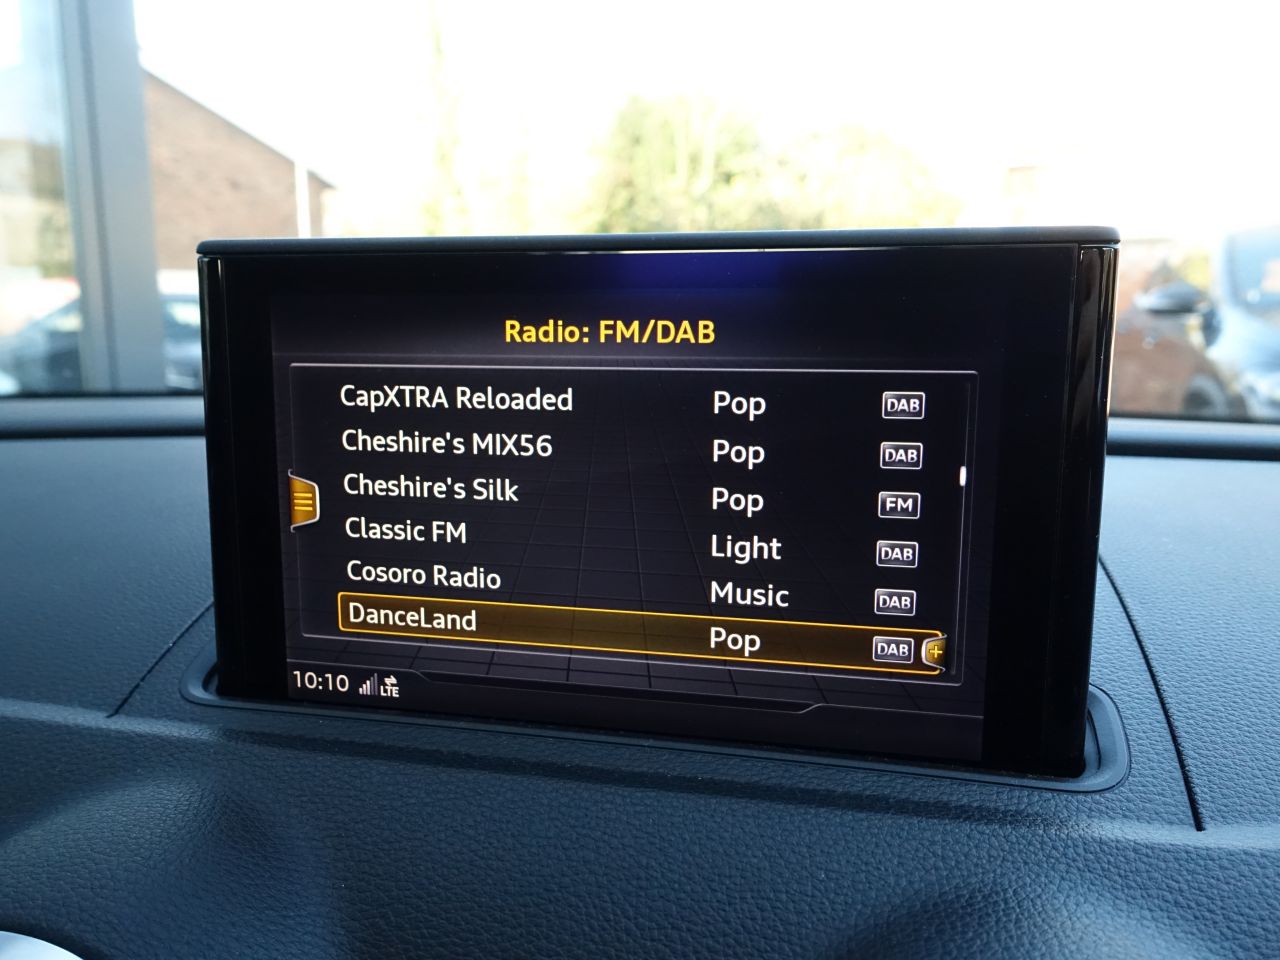 Radio: FM/DAB
CapXTRA Reloaded Pop DAB
Cheshire's MIX56 Pop DAB
Cheshire's Silk Pop FM
Classic FM Light DAB
Cosoro Radio Music DAB
DanceLand Pop DAB +
10:10 LTE